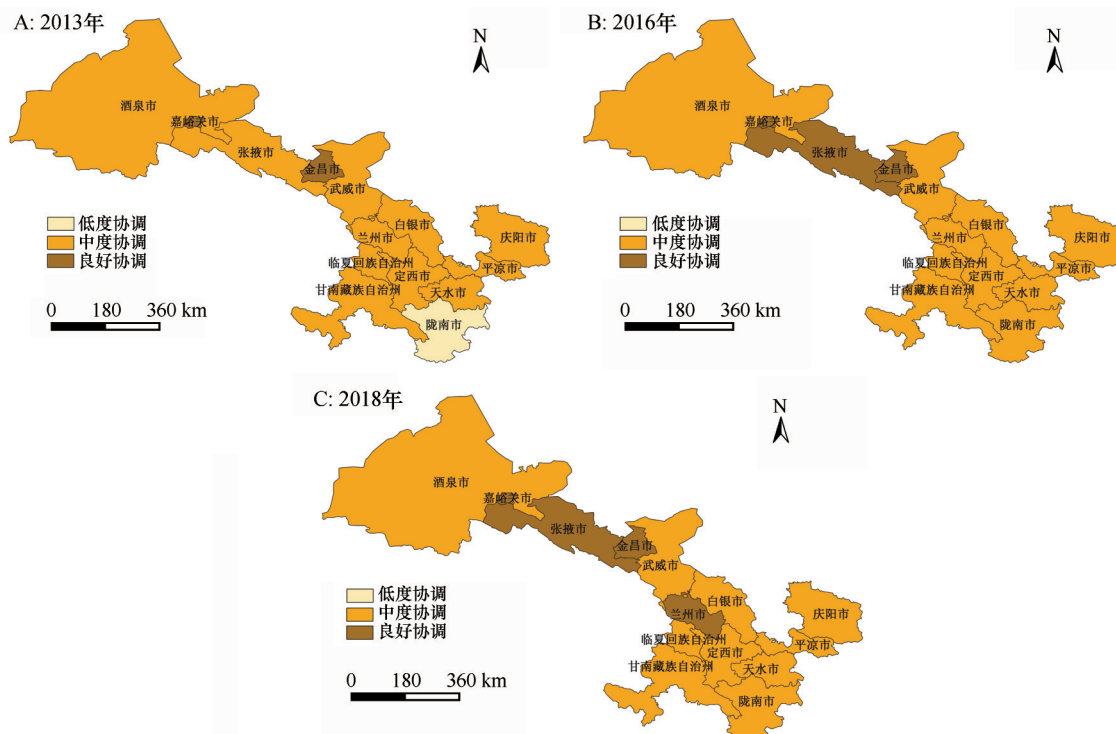 A: 2013年
N
酒泉市
嘉峪关市
张掖市
金昌市
武威市
白银市
兰州市
庆阳市
临夏回族自治州
定西市
平凉市
甘南藏族自治州
天水市
陇南市
低度协调
中度协调
良好协调
0 180 360 km
B: 2016年
N
酒泉市
嘉峪关市
张掖市
金昌市
武威市
白银市
兰州市
庆阳市
临夏回族自治州
定西市
平凉市
甘南藏族自治州
天水市
陇南市
低度协调
中度协调
良好协调
0 180 360 km
C: 2018年
N
酒泉市
嘉峪关市
张掖市
金昌市
武威市
白银市
兰州市
庆阳市
临夏回族自治州
定西市
平凉市
甘南藏族自治州
天水市
陇南市
低度协调
中度协调
良好协调
0 180 360 km